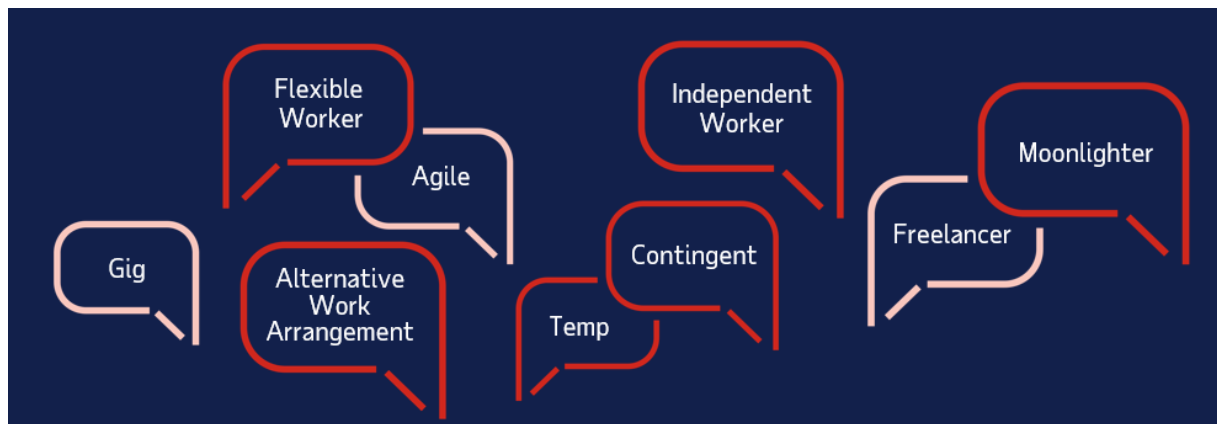 Flexible
Worker
Agile
Gig
Alternative
Work
Arrangement
Temp
Contingent
Independent
Worker
Freelancer
Moonlighter